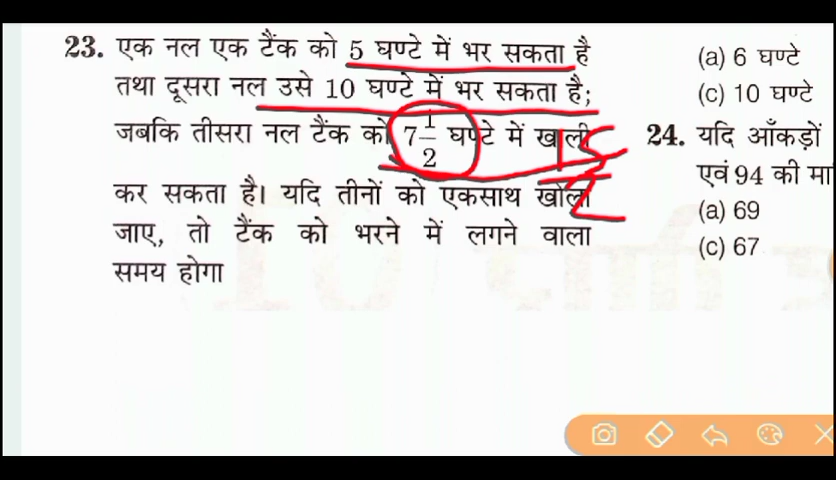 23. एक नल एक टैंक को 5 घण्टे में भर सकता है
तथा दूसरा नल उसे 10 घण्टे में भर सकता है;
जबकि तीसरा नल टैंक को 7 1/2 घण्टे में खाली
कर सकता है। यदि तीनों को एकसाथ खोला
जाए, तो टैंक को भरने में लगने वाला
समय होगा
15/2
(a) 6 घण्टे
(c) 10 घण्टे
24. यदि आँकड़ों
एवं 94 की मा
(a) 69
(c) 67